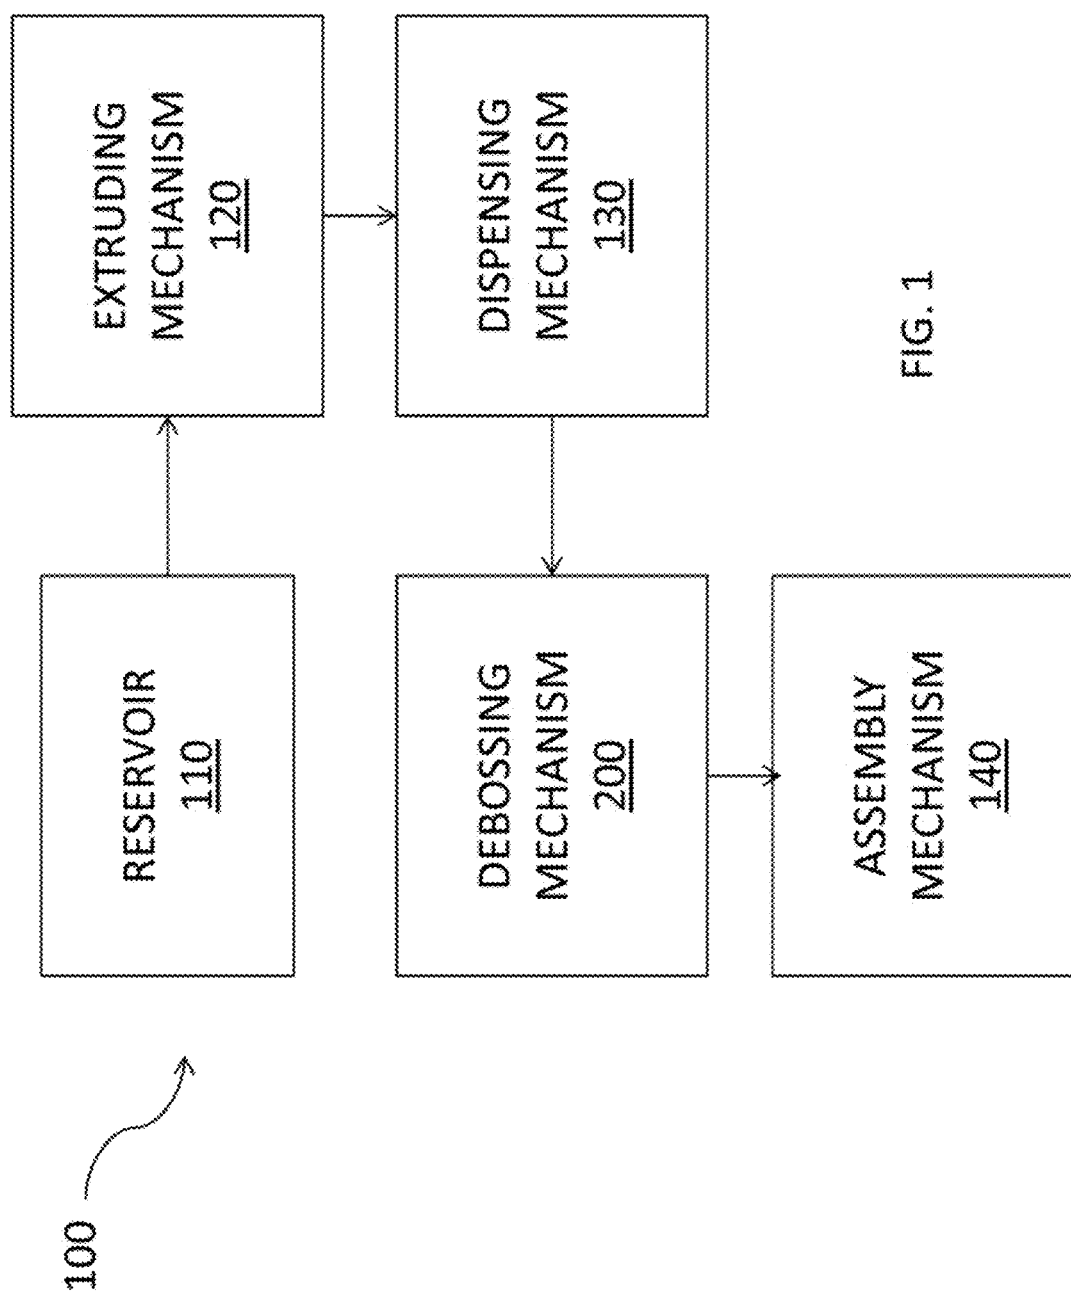 100
RESERVOIR
110
EXTRUDING
MECHANISM
120
DEBOSSING
MECHANISM
200
DISPENSING
MECHANISM
130
ASSEMBLY
MECHANISM
140
FIG. 1